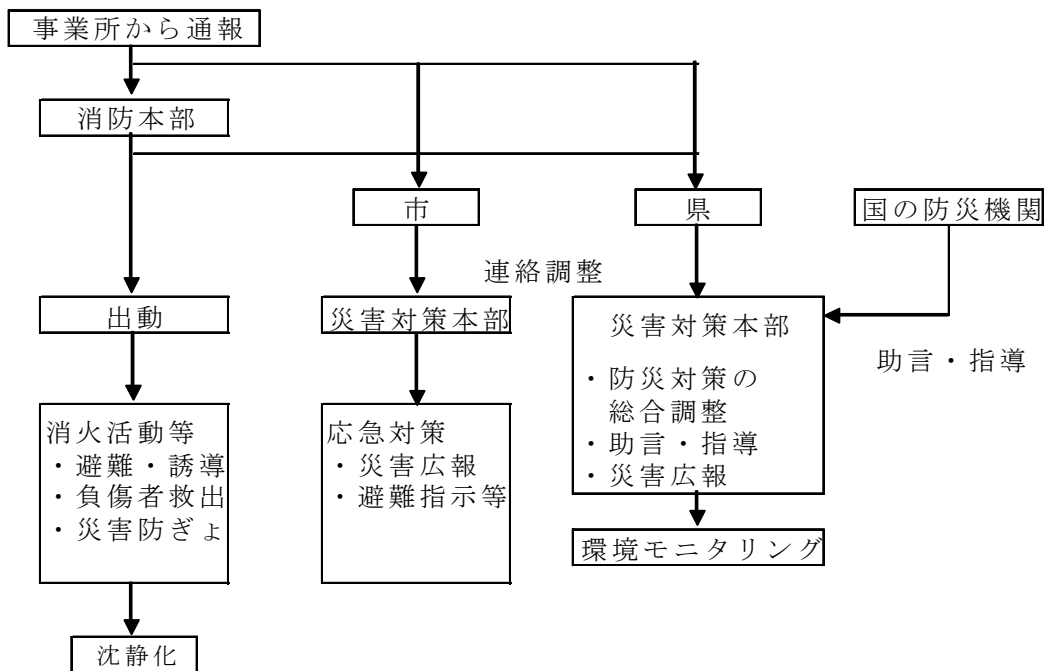 事業所から通報
消防本部
市
県
国の防災機関
連絡調整
出動
災害対策本部
災害対策本部
・防災対策の
総合調整
・助言・指導
・災害広報
助言・指導
消火活動等
・避難・誘導
・負傷者救出
・災害防ぎょ
応急対策
・災害広報
・避難指示等
環境モニタリング
沈静化